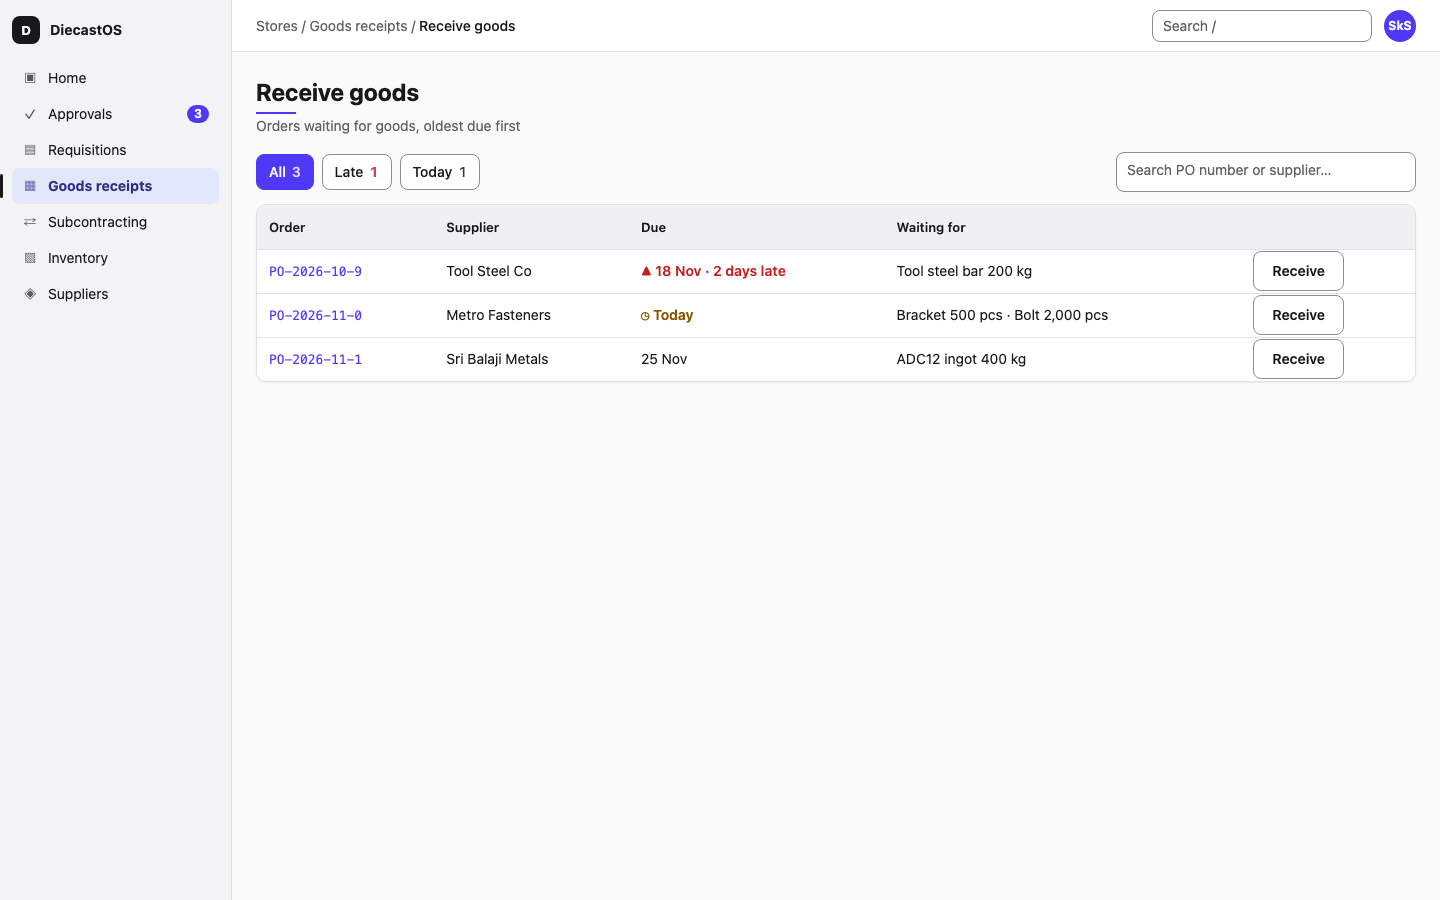 D DiecastOS
Stores / Goods receipts / Receive goods
Search /
SkS
Home
Approvals 3
Requisitions
Goods receipts
Subcontracting
Inventory
Suppliers
Receive goods
Orders waiting for goods, oldest due first
All 3
Late 1
Today 1
Search PO number or supplier...
Order Supplier Due Waiting for
PO-2026-10-9 Tool Steel Co ▲ 18 Nov · 2 days late Tool steel bar 200 kg Receive
PO-2026-11-0 Metro Fasteners Today Bracket 500 pcs · Bolt 2,000 pcs Receive
PO-2026-11-1 Sri Balaji Metals 25 Nov ADC12 ingot 400 kg Receive